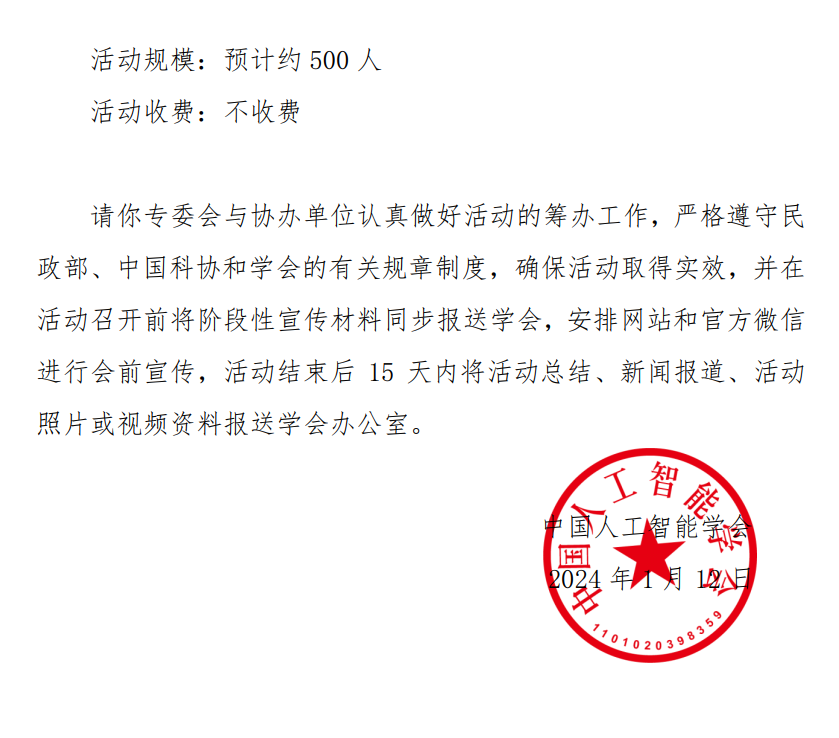 活动规模：预计约 500 人
活动收费：不收费
请你专委会与协办单位认真做好活动的筹办工作，严格遵守民
政部、中国科协和学会的有关规章制度，确保活动取得实效，并在
活动召开前将阶段性宣传材料同步报送学会，安排网站和官方微信
进行会前宣传，活动结束后 15 天内将活动总结、新闻报道、活动
照片或视频资料报送学会办公室。
中国人工智能学会
2024 年 1 月 12 日
中国人工智能学会
1101020398359